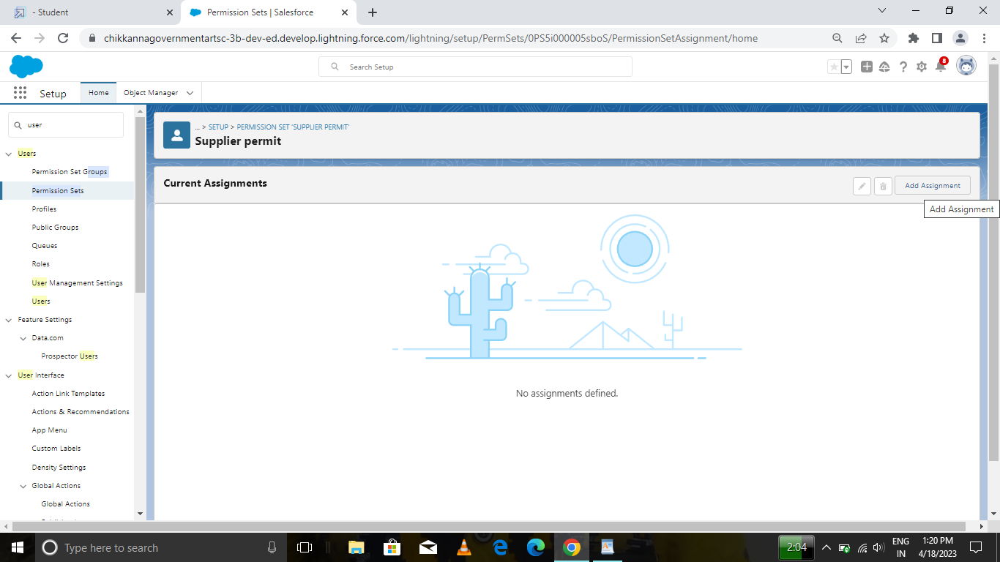 - Student
Permission Sets | Salesforce
chikkannagovernmentartsc-3b-dev-ed.develop.lightning.force.com/lightning/setup/PermSets/0PS5i000005sboS/PermissionSetAssignment/home
Search Setup
8
Setup
Home
Object Manager
user
Users
Permission Set Groups
Permission Sets
Profiles
Public Groups
Queues
Roles
User Management Settings
Users
Feature Settings
Data.com
Prospector Users
User Interface
Action Link Templates
Actions & Recommendations
App Menu
Custom Labels
Density Settings
Global Actions
Global Actions
... > SETUP > PERMISSION SET 'SUPPLIER PERMIT'
Supplier permit
Current Assignments
Add Assignment
Add Assignment
No assignments defined.
Type here to search
2:04
ENG
IN
1:20 PM
4/18/2023